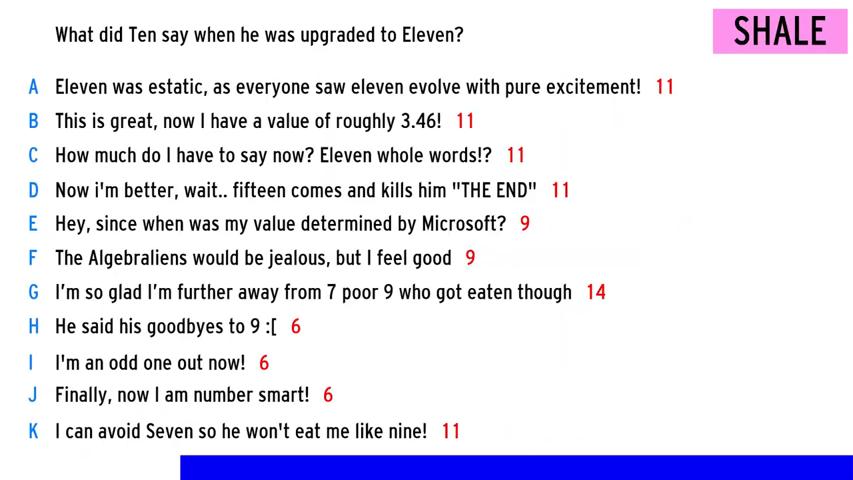 What did Ten say when he was upgraded to Eleven?
SHALE
A Eleven was estatic, as everyone saw eleven evolve with pure excitement! 11
B This is great, now I have a value of roughly 3.46! 11
C How much do I have to say now? Eleven whole words!? 11
D Now i'm better, wait.. fifteen comes and kills him "THE END" 11
E Hey, since when was my value determined by Microsoft? 9
F The Algebraliens would be jealous, but I feel good 9
G I'm so glad I'm further away from 7 poor 9 who got eaten though 14
H He said his goodbyes to 9 :[ 6
I I'm an odd one out now! 6
J Finally, now I am number smart! 6
K I can avoid Seven so he won't eat me like nine! 11